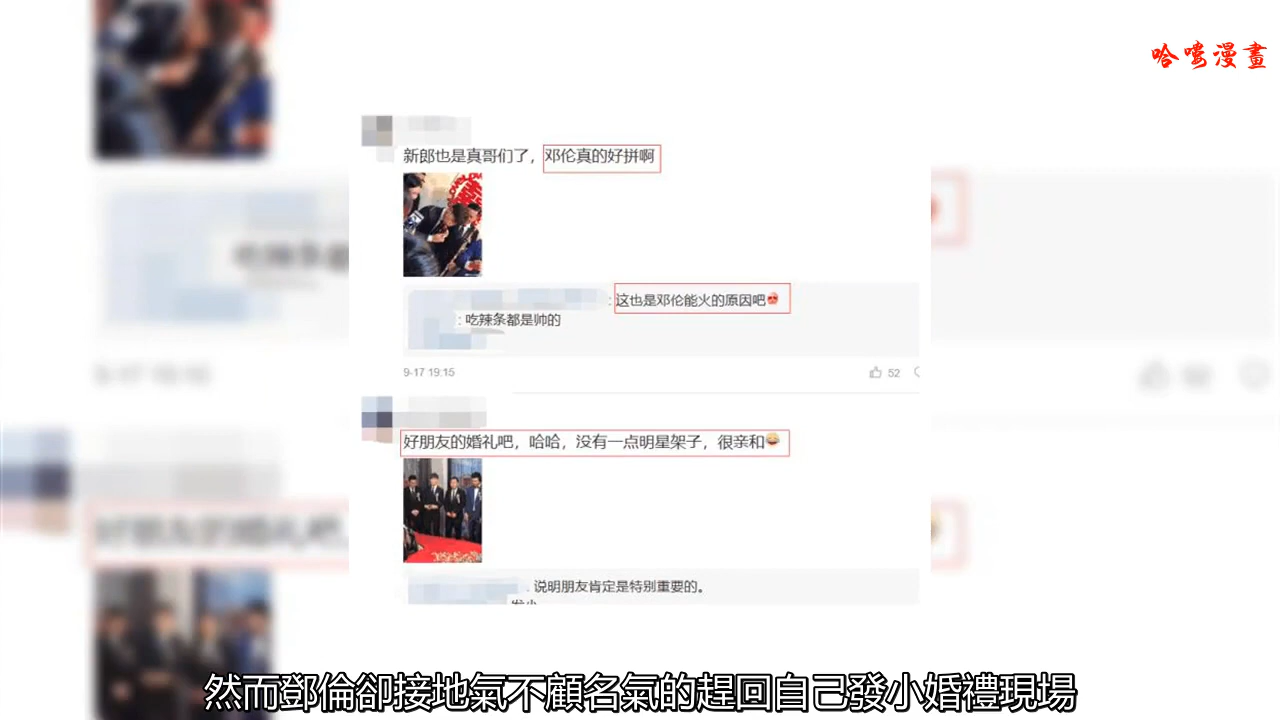 哈嘍漫畫
新郎也是真哥们了，邓伦真的好拼啊
: 这也是邓伦能火的原因吧
: 吃辣条都是帅的
9-17 19:15
52
好朋友的婚礼吧，哈哈，没有一点明星架子，很亲和
说明朋友肯定是特别重要的。
然而鄧倫卻接地氣不顧名氣的趕回自己發小婚禮現場